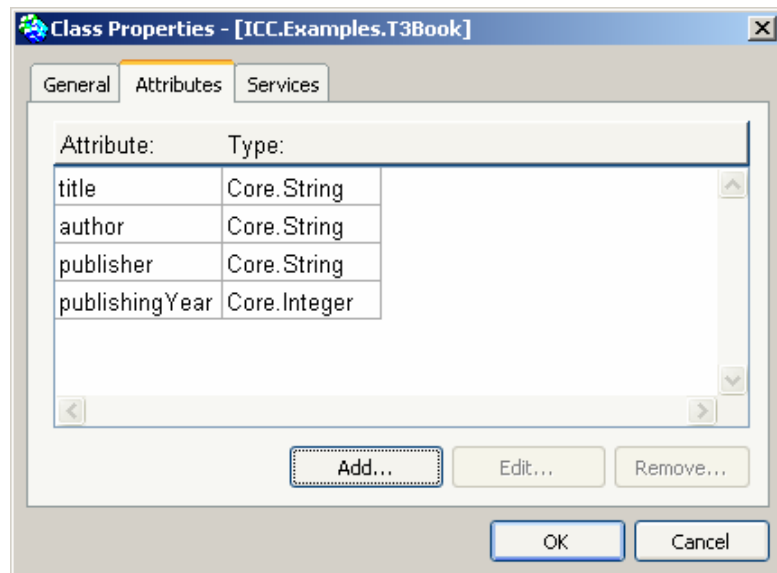 Class Properties - [ICC.Examples.T3Book]
General Attributes Services
Attribute: Type:
title Core.String
author Core.String
publisher Core.String
publishingYear Core.Integer
Add... Edit... Remove...
OK Cancel